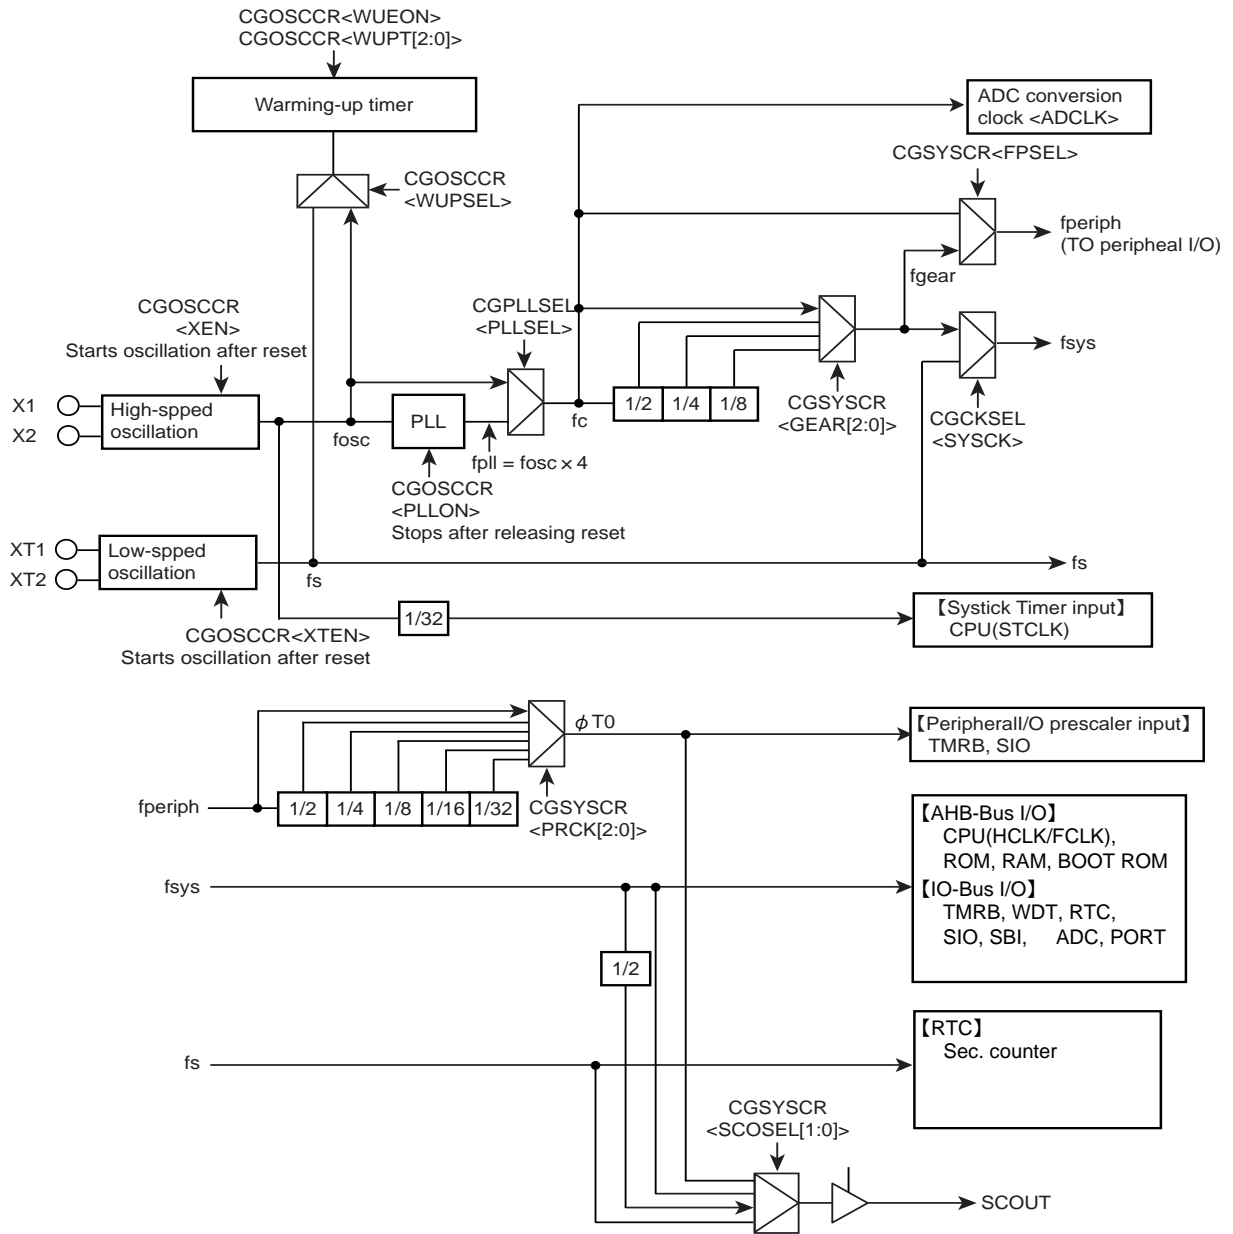 CGOSCCR<WUEON>
CGOSCCR<WUPT[2:0]>
Warming-up timer
ADC conversion
clock <ADCLK>
CGSYSCR<FPSEL>
CGOSCCR
<WUPSEL>
fperiph
(TO peripheal I/O)
fgear
CGOSCCR
<XEN>
Starts oscillation after reset
CGPLLSEL
<PLLSEL>
fsys
X1
X2
High-spped
oscillation
fosc
PLL
fc
1/2
1/4
1/8
CGSYSCR
<GEAR[2:0]>
CGCKSEL
<SYSCK>
fpll = fosc × 4
CGOSCCR
<PLLON>
Stops after releasing reset
XT1
XT2
Low-spped
oscillation
fs
fs
1/32
【Systick Timer input】
CPU(STCLK)
CGOSCCR<XTEN>
Starts oscillation after reset
ϕT0
【Peripherall/O prescaler input】
TMRB, SIO
fperiph
1/2
1/4
1/8
1/16
1/32
CGSYSCR
<PRCK[2:0]>
【AHB-Bus I/O】
CPU(HCLK/FCLK),
ROM, RAM, BOOT ROM
fsys
【IO-Bus I/O】
TMRB, WDT, RTC,
SIO, SBI, ADC, PORT
1/2
【RTC】
Sec. counter
fs
CGSYSCR
<SCOSEL[1:0]>
SCOUT